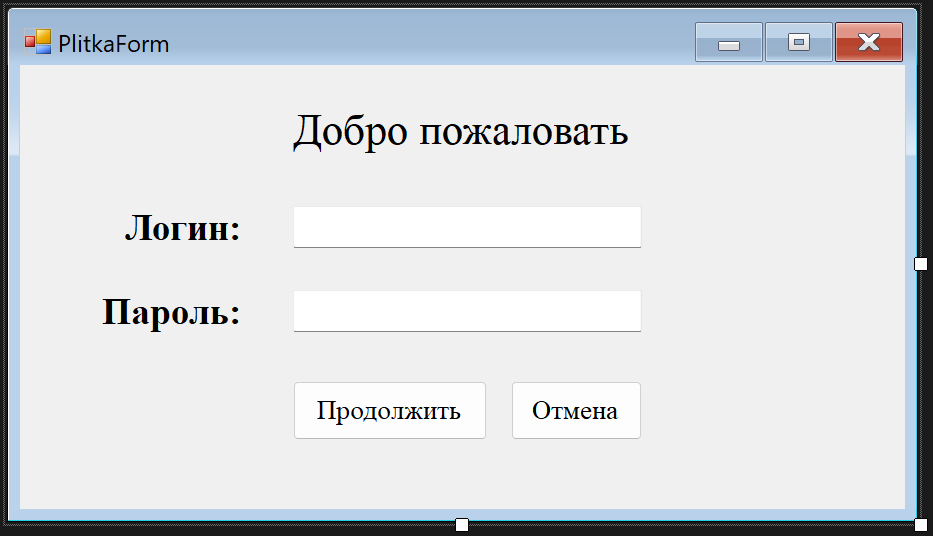 PlitkaForm
Добро пожаловать
Логин:
Пароль:
Продолжить Отмена